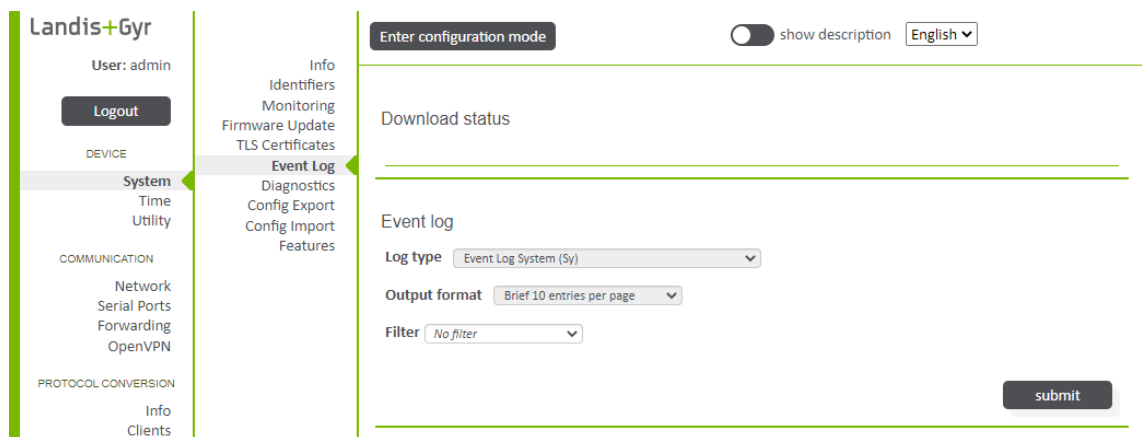 Landis+Gyr
User: admin
Logout
DEVICE
System
Time
Utility
COMMUNICATION
Network
Serial Ports
Forwarding
OpenVPN
PROTOCOL CONVERSION
Info
Clients
Info
Identifiers
Monitoring
Firmware Update
TLS Certificates
Event Log
Diagnostics
Config Export
Config Import
Features
Enter configuration mode
show description
English
Download status
Event log
Log type Event Log System (Sy)
Output format Brief 10 entries per page
Filter No filter
submit